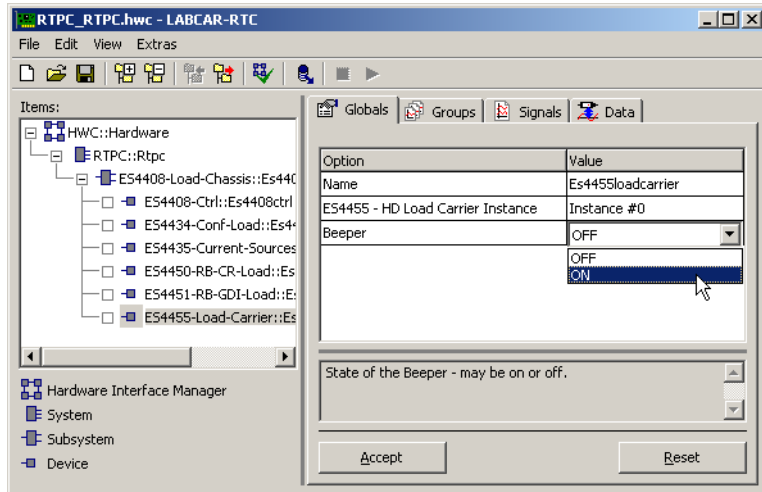 RTPC_RTPC.hwc - LABCAR-RTC
File Edit View Extras
Items:
HWC::Hardware
RTPC::Rtpc
ES4408-Load-Chassis::Es440
ES4408-Ctrl::Es4408ctrl
ES4434-Conf-Load::Es44
ES4435-Current-Sources
ES4450-RB-CR-Load::Es
ES4451-RB-GDI-Load::E
ES4455-Load-Carrier::Es
Hardware Interface Manager
System
Subsystem
Device
Globals Groups Signals Data
Option Value
Name Es4455loadcarrier
ES4455 - HD Load Carrier Instance Instance #0
Beeper OFF
OFF
ON
State of the Beeper - may be on or off.
Accept Reset